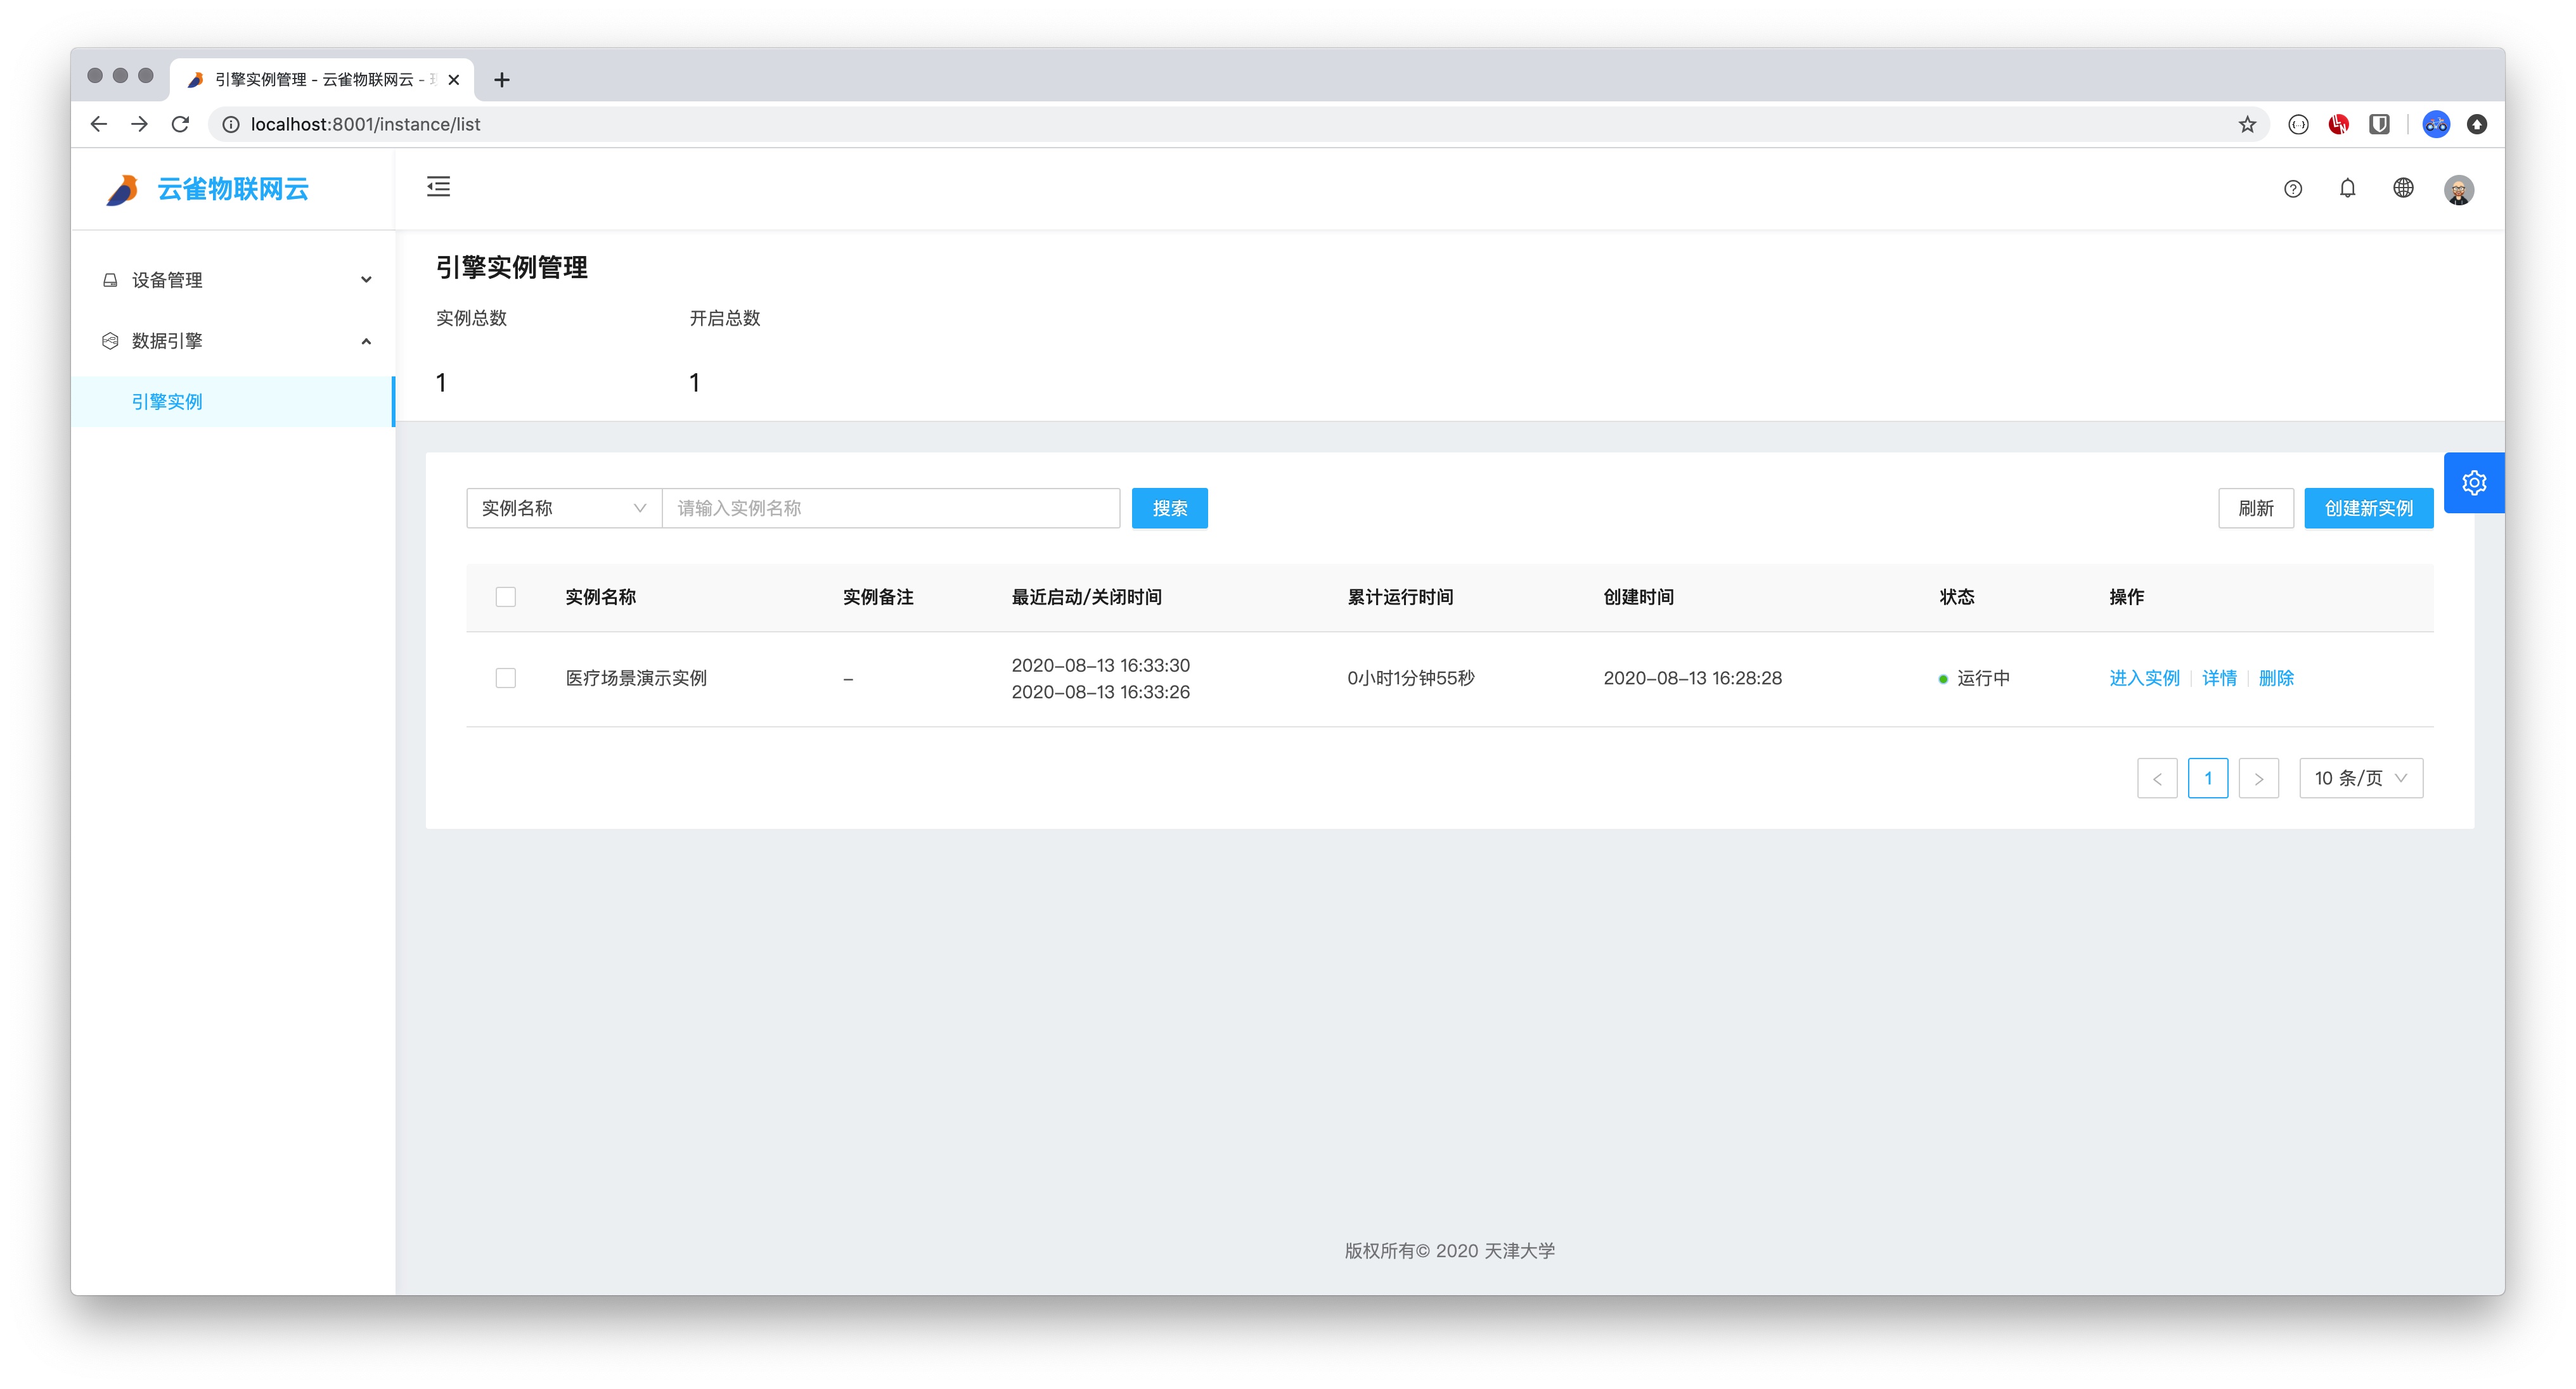 引擎实例管理 - 云雀物联网云 -
localhost:8001/instance/list
云雀物联网云
设备管理
数据引擎
引擎实例
引擎实例管理
实例总数 开启总数
1 1
实例名称 请输入实例名称 搜索 刷新 创建新实例
实例名称 实例备注 最近启动/关闭时间 累计运行时间 创建时间 状态 操作
医疗场景演示实例 – 2020-08-13 16:33:30 0小时1分钟55秒 2020-08-13 16:28:28 运行中 进入实例 详情 删除
2020-08-13 16:33:26
< 1 > 10 条/页
版权所有© 2020 天津大学